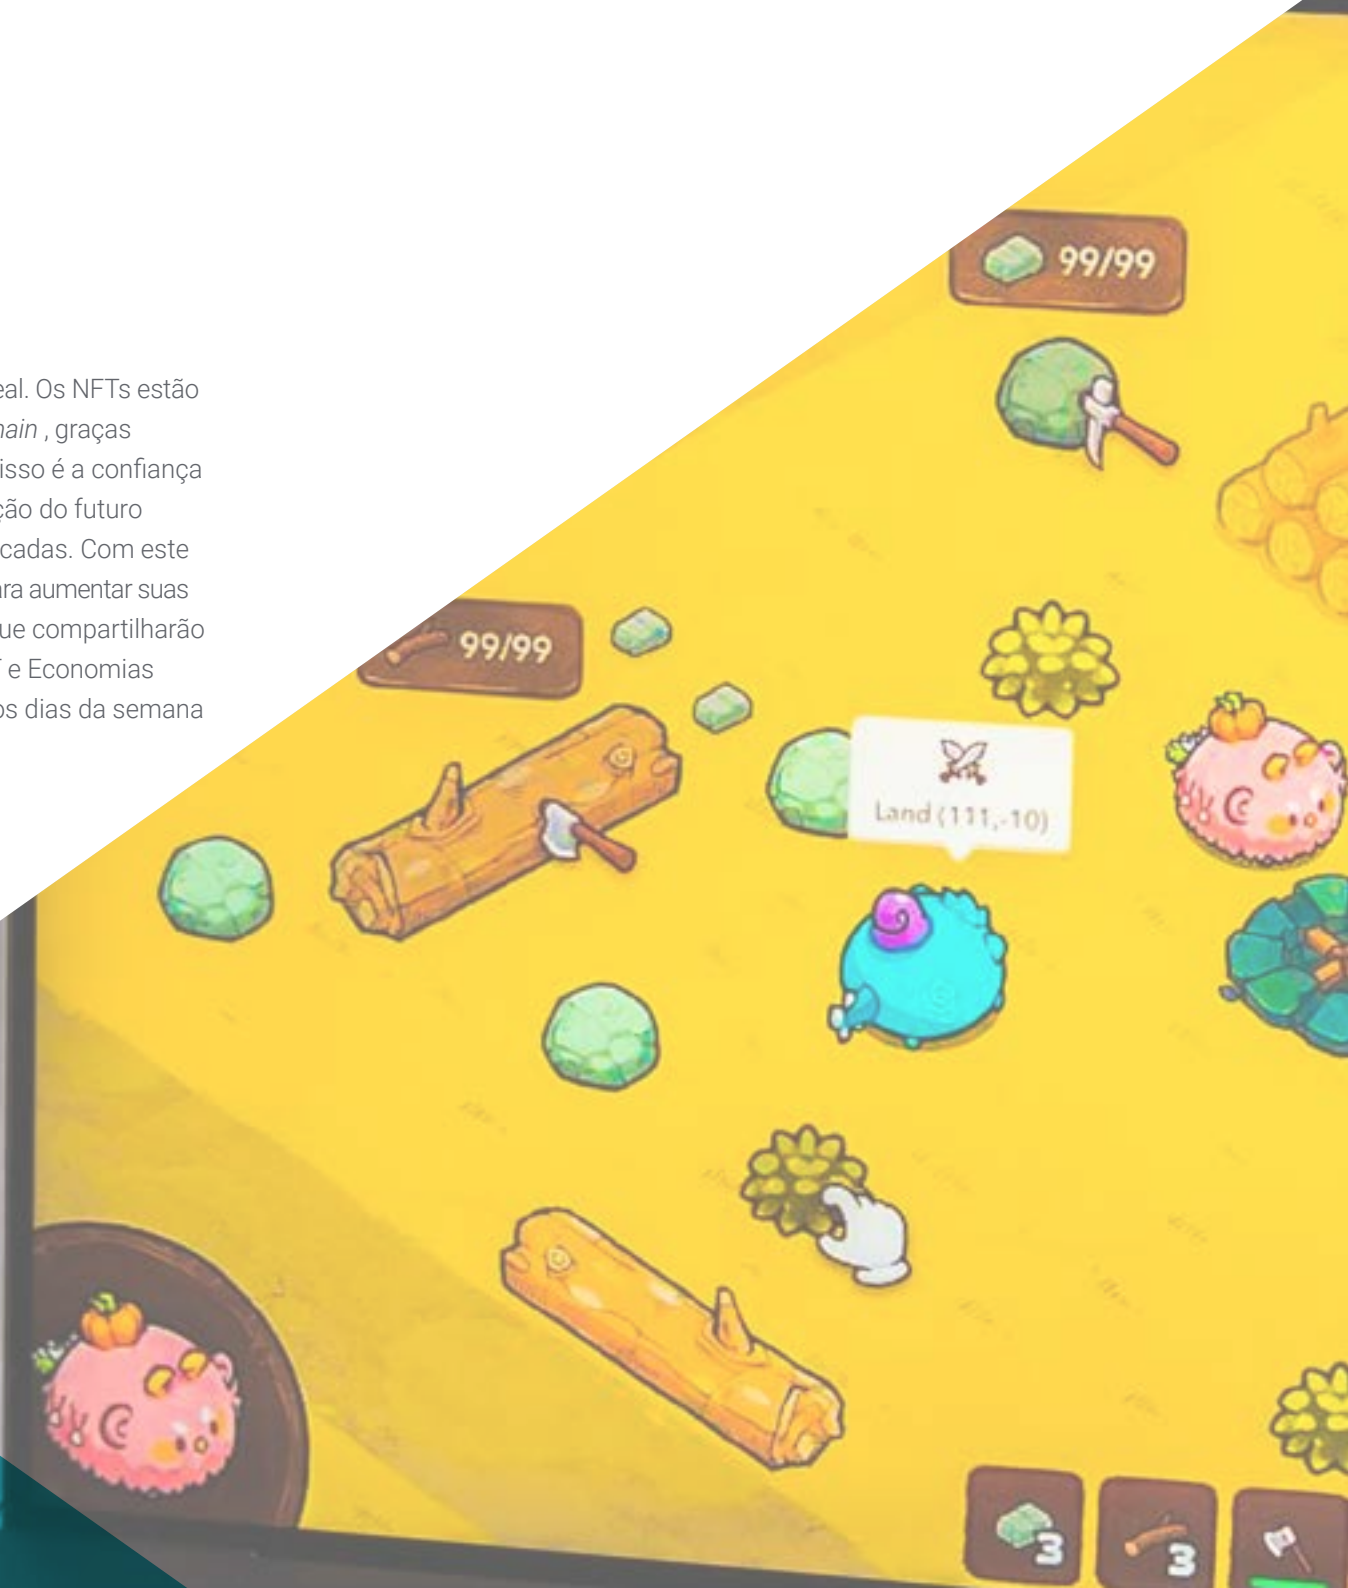 eal. Os NFTs estão
hain , graças
isso é a confiança
ção do futuro
cadas. Com este
ara aumentar suas
ue compartilharão
e Economias
os dias da semana
99/99
99/99
Land (111,-10)
3
3